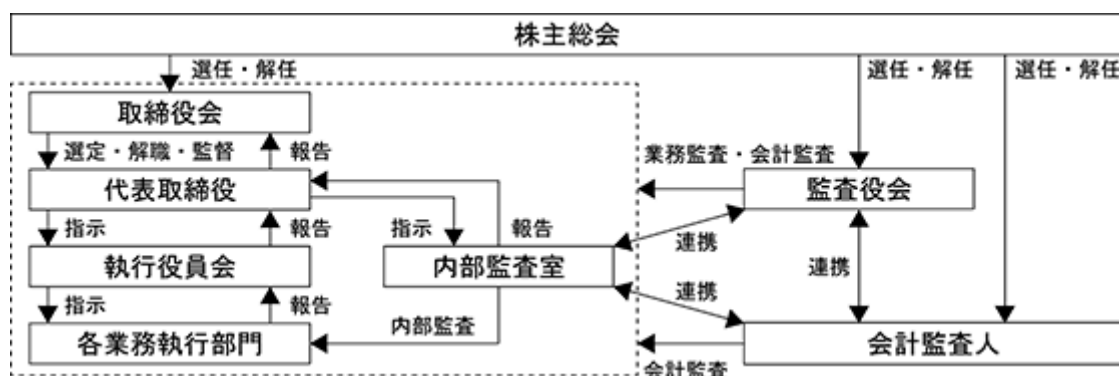 株主総会
選任・解任
選任・解任
選任・解任
取締役会
選定・解職・監督
報告
業務監査・会計監査
代表取締役
監査役会
指示
報告
指示
報告
連携
執行役員会
内部監査室
連携
指示
報告
連携
内部監査
各業務執行部門
会計監査人
会計監査